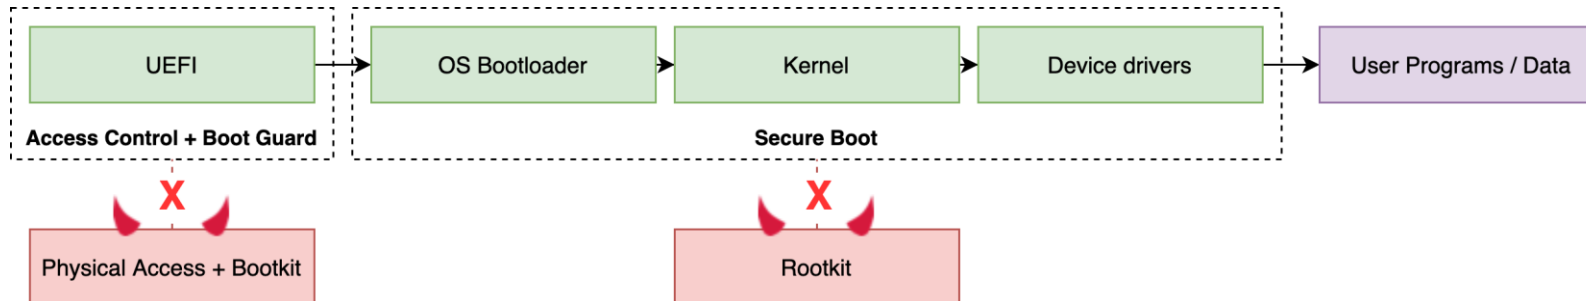 UEFI
OS Bootloader
Kernel
Device drivers
User Programs / Data
Access Control + Boot Guard
Secure Boot
X
X
Physical Access + Bootkit
Rootkit